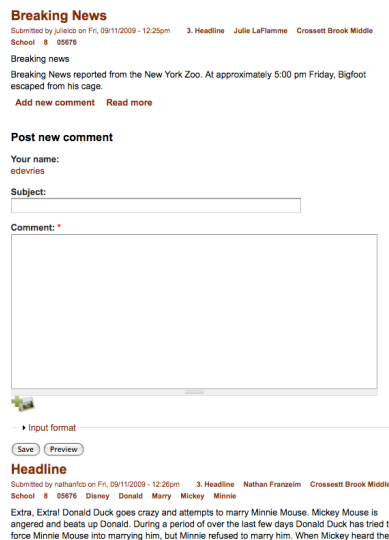 Breaking News
Submitted by julielcb on Fri, 09/11/2009 - 12:25pm 3. Headline Julie LaFlamme Crossett Brook Middle
School 8 05676
Breaking news
Breaking News reported from the New York Zoo. At approximately 5:00 pm Friday, Bigfoot
escaped from his cage.
Add new comment Read more
Post new comment
Your name:
edevries
Subject:
Comment: *
Input format
Save Preview
Headline
Submitted by nathanfcb on Fri, 09/11/2009 - 12:26pm 3. Headline Nathan Franzeim Crossett Brook Middle
School 8 05676 Disney Donald Marry Mickey Minnie
Extra, Extra! Donald Duck goes crazy and attempts to marry Minnie Mouse. Mickey Mouse is
angered and beats up Donald. During a period of over the last few days Donald Duck has tried t
force Minnie Mouse into marrying him, but Minnie refused to marry him. When Mickey heard the